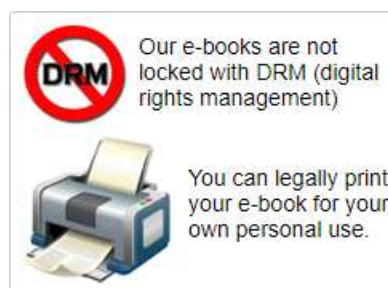 DRM
Our e-books are not
locked with DRM (digital
rights management)
You can legally print
your e-book for your
own personal use.